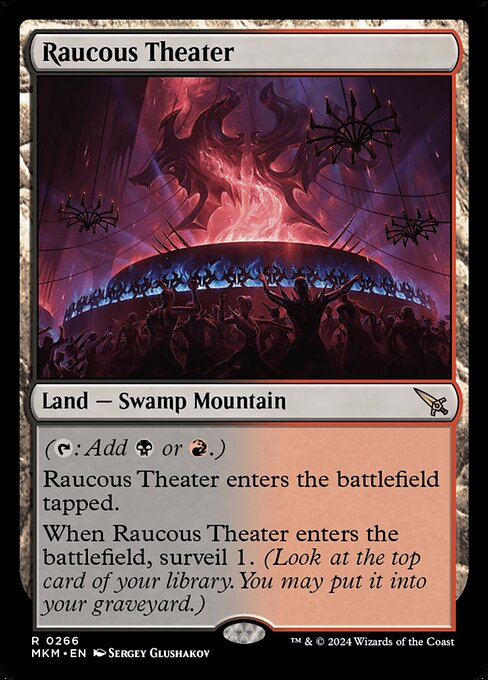 Raucous Theater
Land — Swamp Mountain
(: Add or .)
Raucous Theater enters the battlefield
tapped.
When Raucous Theater enters the
battlefield, surveil 1. (Look at the top
card of your library. You may put it into
your graveyard.)
R 0266
MKM • EN Sergey Glushakov
™ & © 2024 Wizards of the Coast